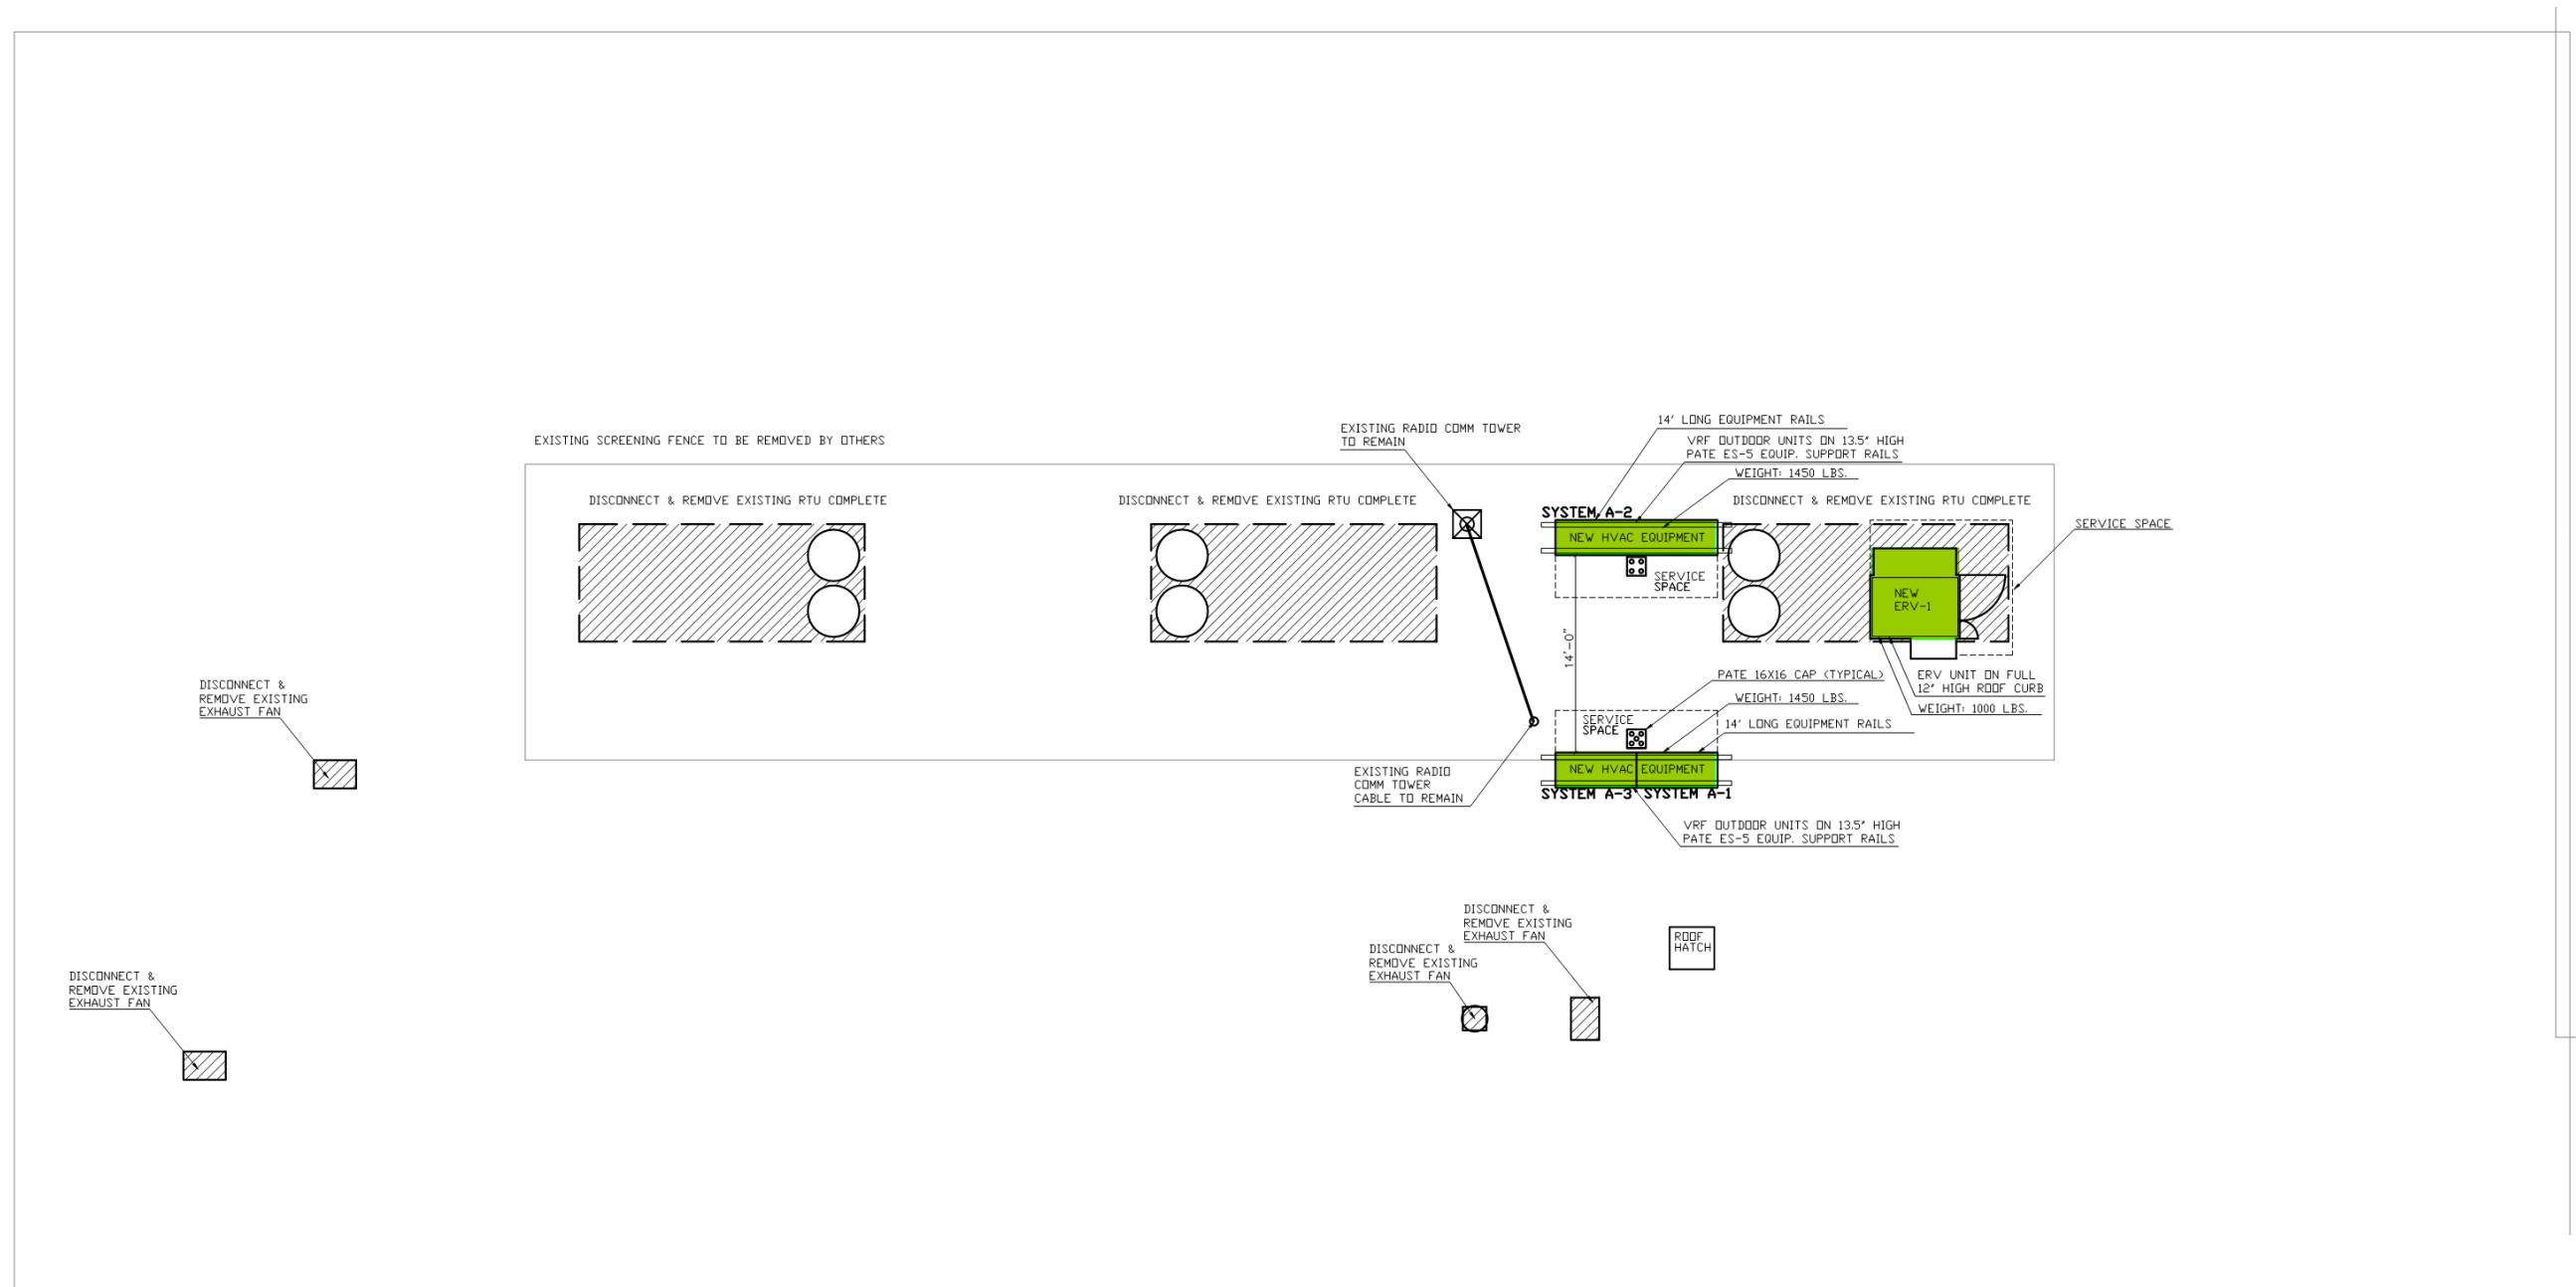 14' LONG EQUIPMENT RAILS
EXISTING RADIO COMM TOWER
TO REMAIN
VRF OUTDOOR UNITS ON 13.5" HIGH
PATE ES-5 EQUIP. SUPPORT RAILS
EXISTING SCREENING FENCE TO BE REMOVED BY OTHERS
WEIGHT: 1450 LBS.
DISCONNECT & REMOVE EXISTING RTU COMPLETE
DISCONNECT & REMOVE EXISTING RTU COMPLETE
DISCONNECT & REMOVE EXISTING RTU COMPLETE
SYSTEM A-2
SERVICE SPACE
NEW HVAC EQUIPMENT
SERVICE
SPACE
NEW
ERV-1
14'-0"
PATE 16X16 CAP (TYPICAL)
ERV UNIT ON FULL
12" HIGH ROOF CURB
WEIGHT: 1000 LBS.
WEIGHT: 1450 LBS.
14' LONG EQUIPMENT RAILS
SERVICE
SPACE
DISCONNECT &
REMOVE EXISTING
EXHAUST FAN
NEW HVAC EQUIPMENT
EXISTING RADIO
COMM TOWER
CABLE TO REMAIN
SYSTEM A-3
SYSTEM A-1
VRF OUTDOOR UNITS ON 13.5" HIGH
PATE ES-5 EQUIP. SUPPORT RAILS
DISCONNECT &
REMOVE EXISTING
EXHAUST FAN
ROOF
HATCH
DISCONNECT &
REMOVE EXISTING
EXHAUST FAN
DISCONNECT &
REMOVE EXISTING
EXHAUST FAN